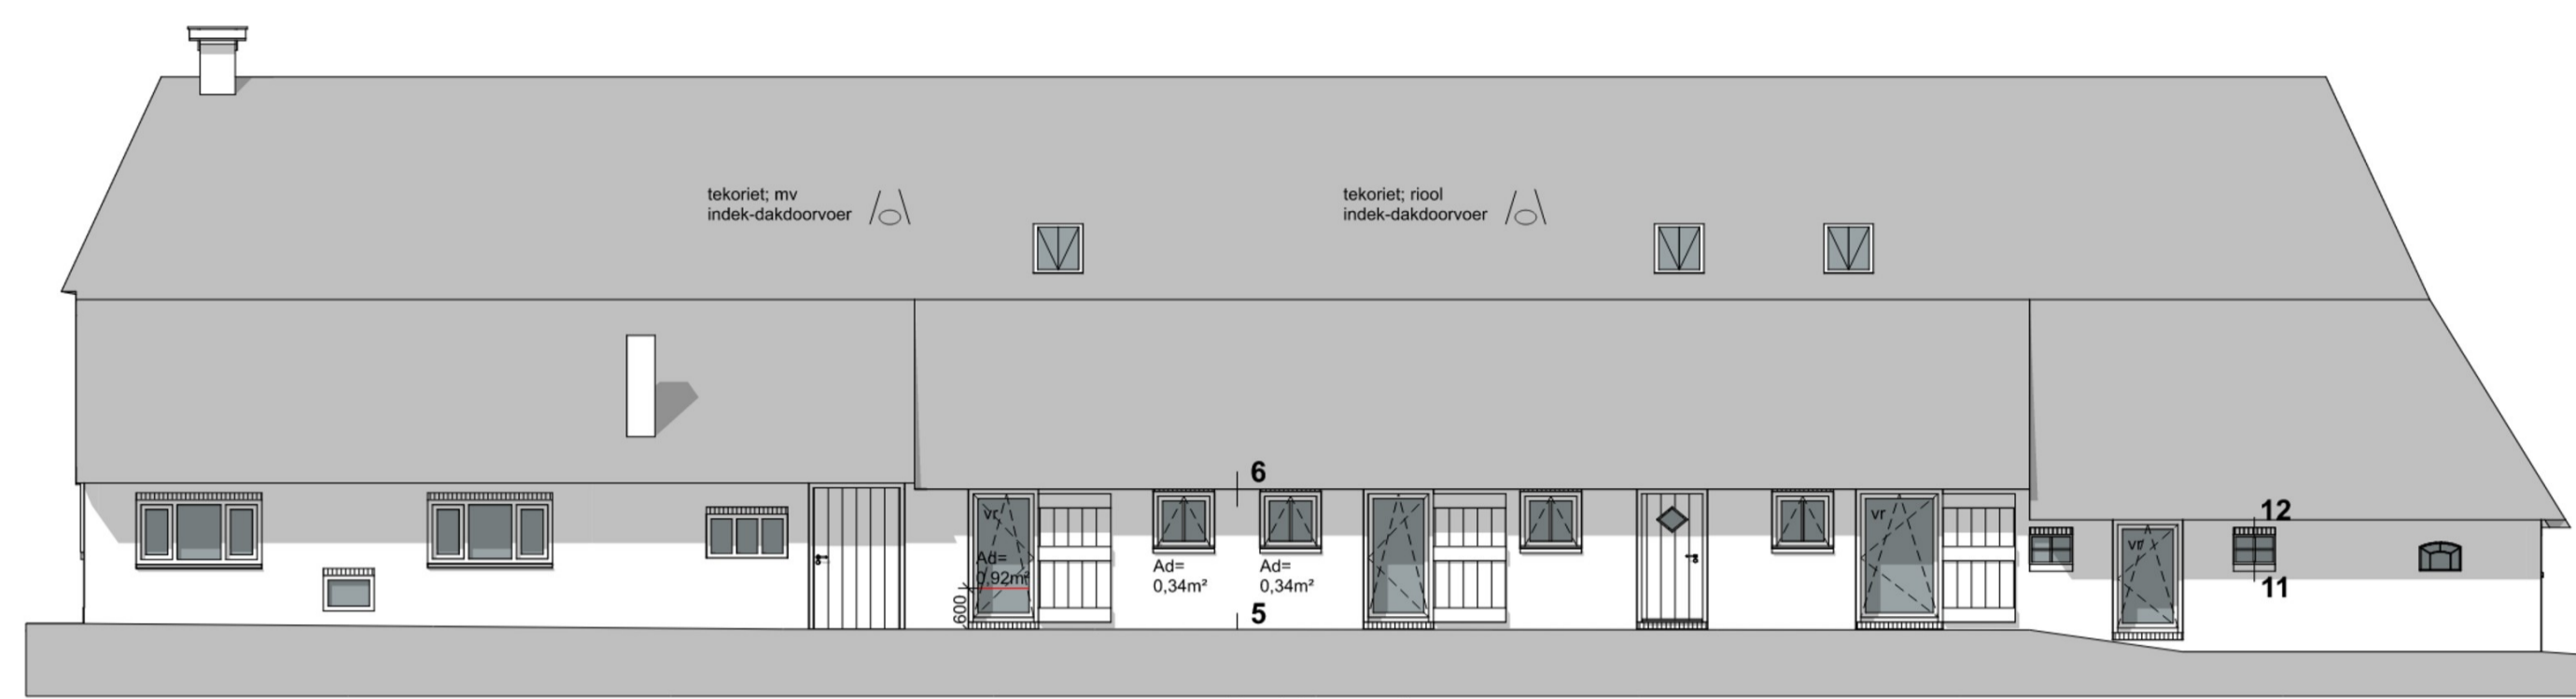 tekoriet; mv
indek-dakdoorvoer
tekoriet; riool
indek-dakdoorvoer
6
12
vr
vr
vr
Ad=
0,92m²
Ad=
0,34m²
Ad=
0,34m²
600
5
11